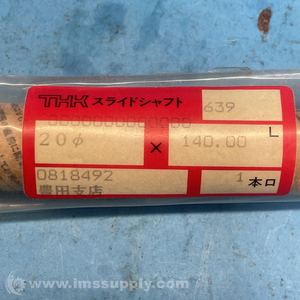 THK スライドシャフト
639
20φ × 140.00 L
0818492 1 本口
豊田支店
www.imssupply.com